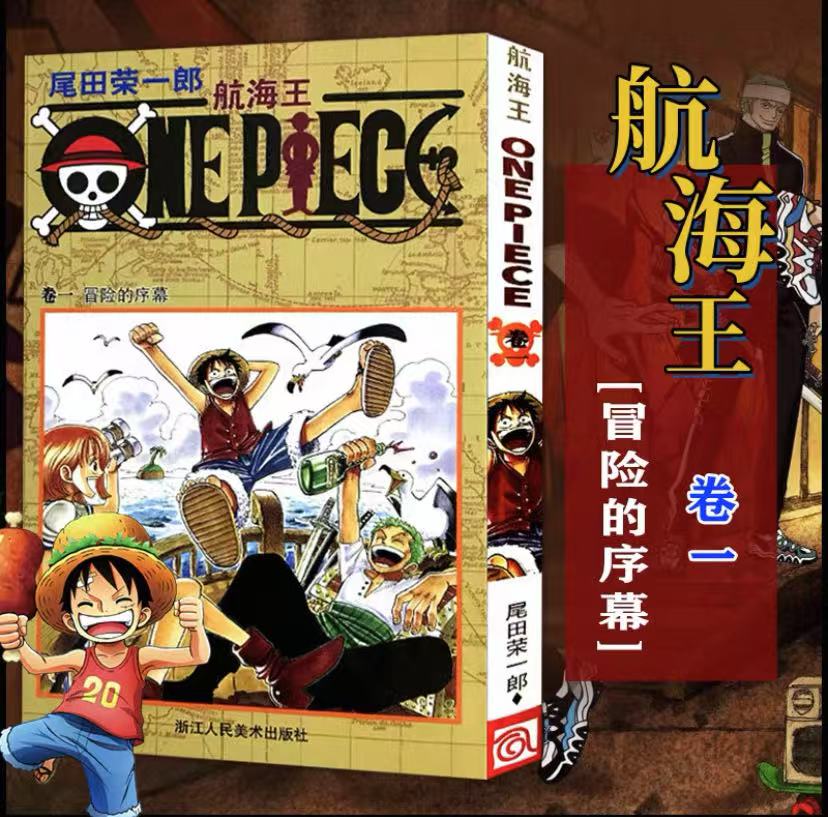 尾田荣一郎
航海王
ONE PIECE
卷一 冒险的序幕
浙江人民美术出版社
航海王
ONE PIECE
卷一
尾田荣一郎
20
航海王
卷一
[冒险的序幕]